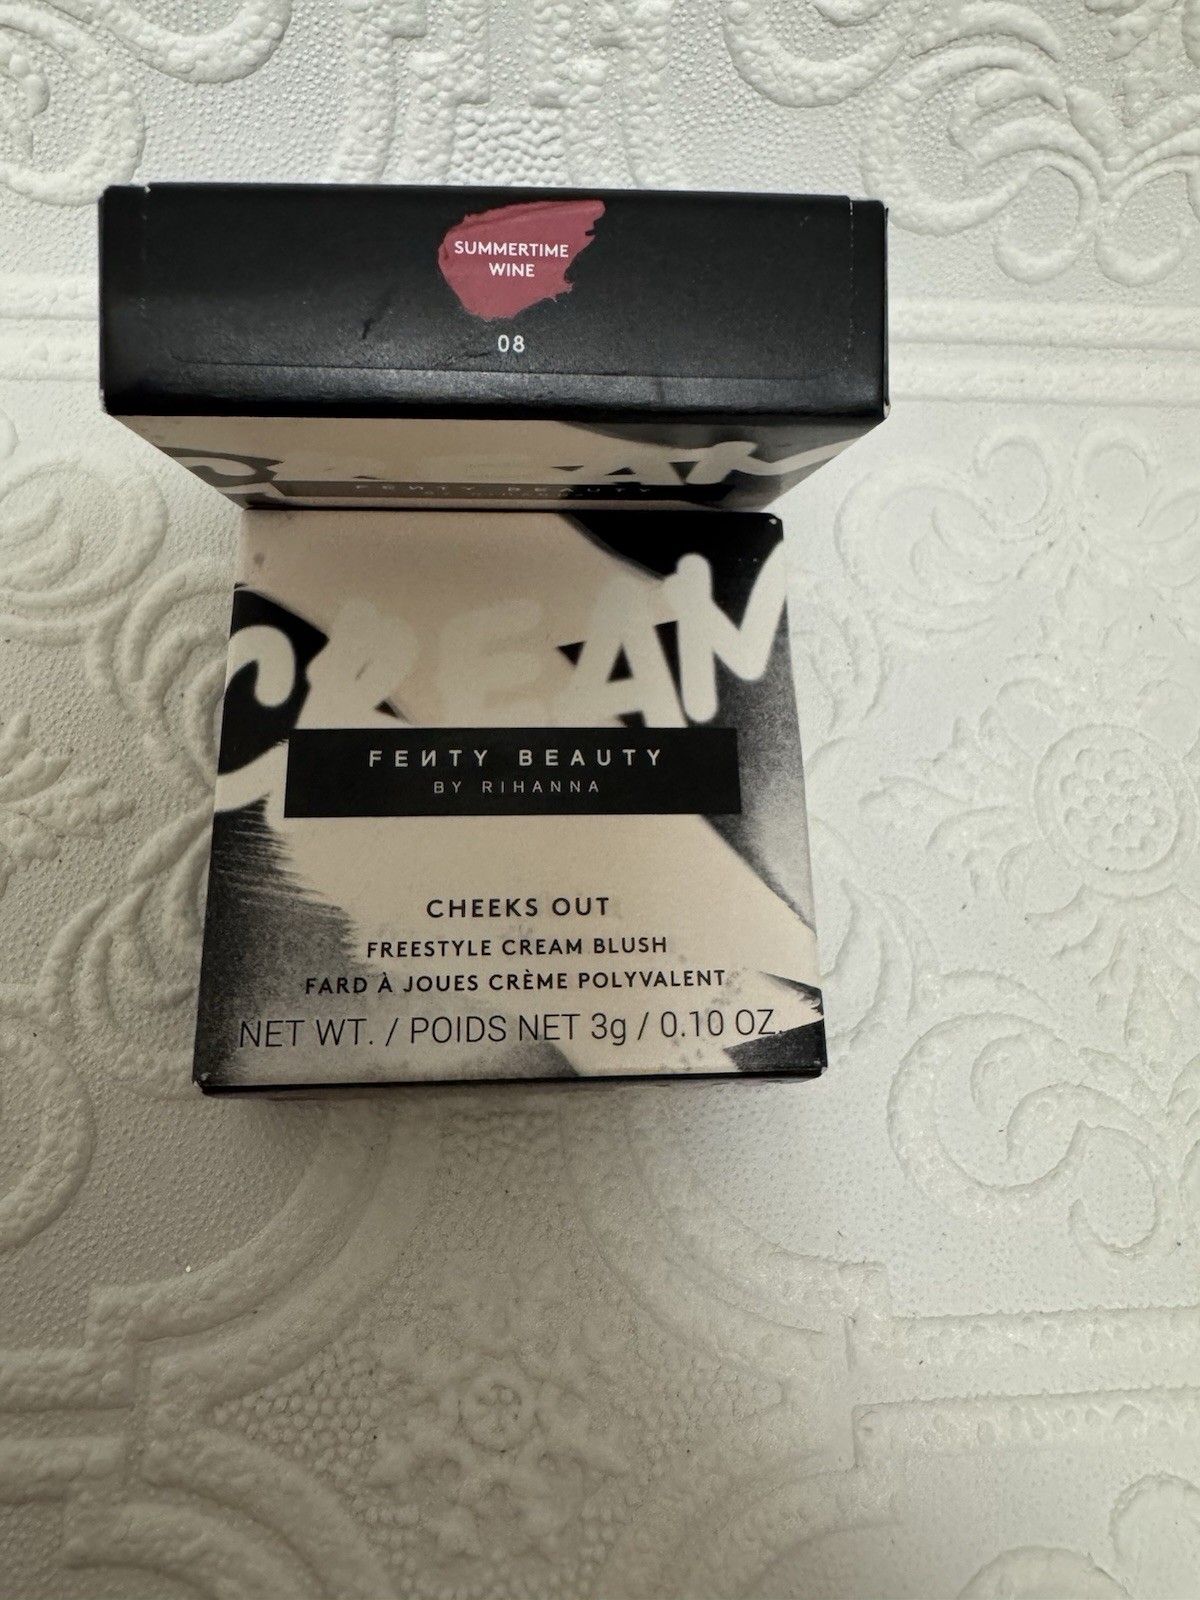 SUMMERTIME
WINE
08
CREAM
FENTY BEAUTY
CREAM
FEИTY BEAUTY
BY RIHANNA
CHEEKS OUT
FREESTYLE CREAM BLUSH
FARD À JOUES CRÈME POLYVALENT
NET WT. / POIDS NET 3g / 0.10 OZ.